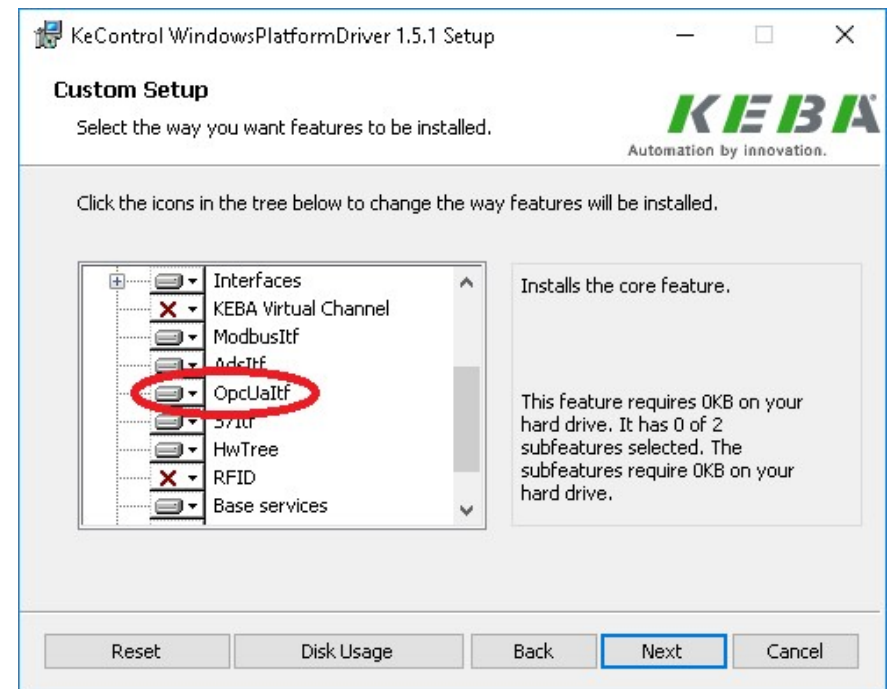 KeControl WindowsPlatformDriver 1.5.1 Setup
Custom Setup
Select the way you want features to be installed.
KEBA
Automation by innovation.
Click the icons in the tree below to change the way features will be installed.
Interfaces
KEBA Virtual Channel
ModbusItf
AdsItf
OpcUaItf
S7Itf
HwTree
RFID
Base services
Installs the core feature.
This feature requires 0KB on your
hard drive. It has 0 of 2
subfeatures selected. The
subfeatures require 0KB on your
hard drive.
Reset
Disk Usage
Back
Next
Cancel